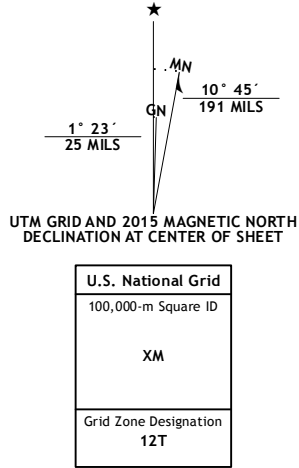 ★
MN
GN
10° 45´
191 MILS
1° 23´
25 MILS
UTM GRID AND 2015 MAGNETIC NORTH
DECLINATION AT CENTER OF SHEET
U.S. National Grid
100,000-m Square ID
XM
Grid Zone Designation
12T